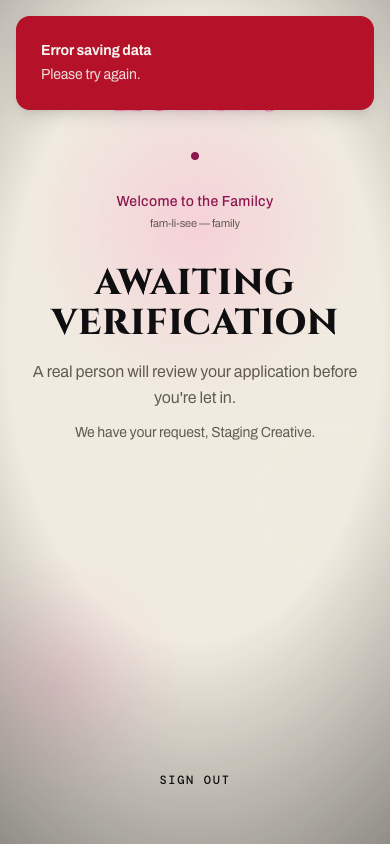 Error saving data
Please try again.
Welcome to the Familcy
fam-li-see — family
AWAITING
VERIFICATION
A real person will review your application before
you're let in.
We have your request, Staging Creative.
SIGN OUT